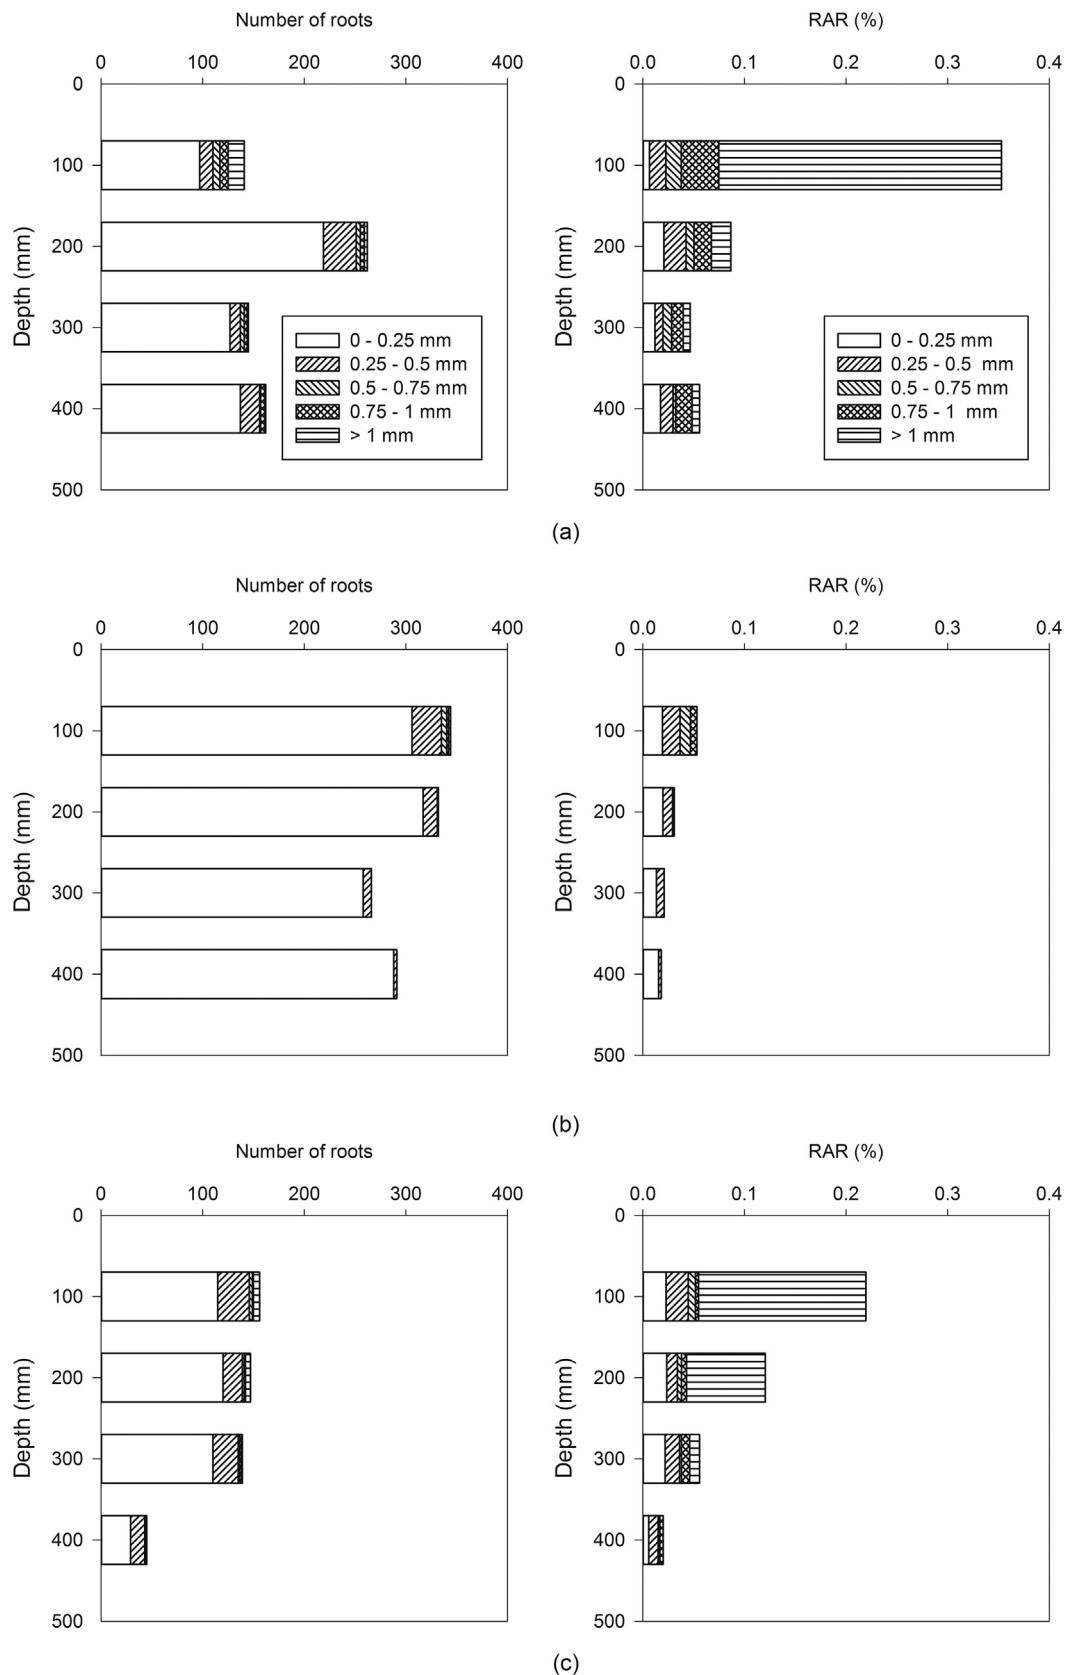 Number of roots
RAR (%)
0 100 200 300 400
0.0 0.1 0.2 0.3 0.4
0
100
200
300
400
500
Depth (mm)
0 - 0.25 mm
0.25 - 0.5 mm
0.5 - 0.75 mm
0.75 - 1 mm
> 1 mm
0
100
200
300
400
500
Depth (mm)
0 - 0.25 mm
0.25 - 0.5 mm
0.5 - 0.75 mm
0.75 - 1 mm
> 1 mm
(a)
Number of roots
RAR (%)
0 100 200 300 400
0.0 0.1 0.2 0.3 0.4
0
100
200
300
400
500
Depth (mm)
0
100
200
300
400
500
Depth (mm)
(b)
Number of roots
RAR (%)
0 100 200 300 400
0.0 0.1 0.2 0.3 0.4
0
100
200
300
400
500
Depth (mm)
0
100
200
300
400
500
Depth (mm)
(c)